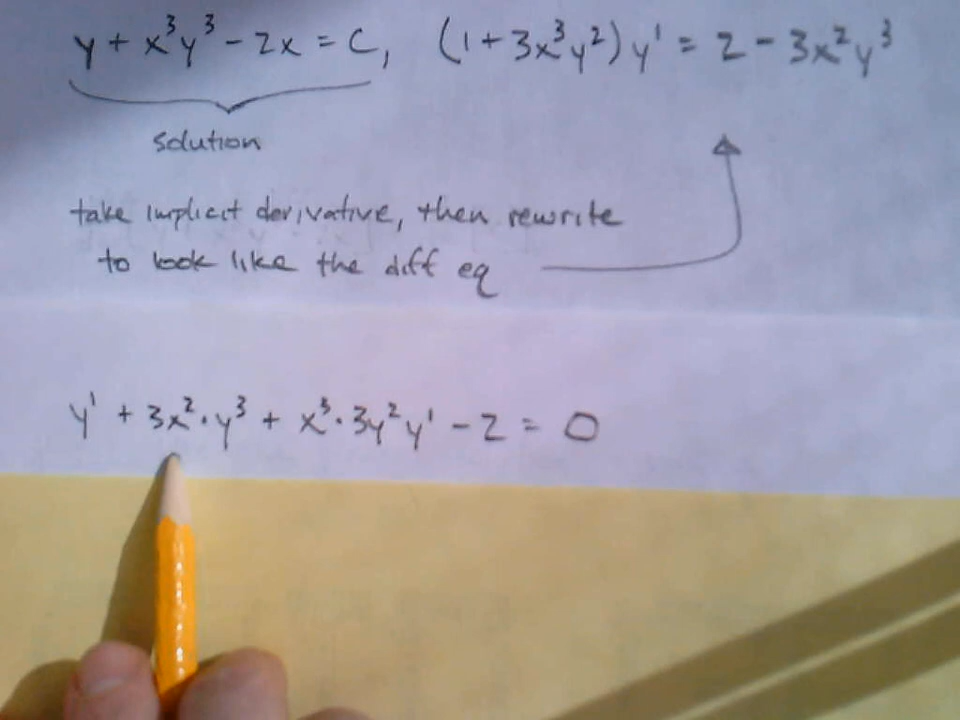 y + x³y³ - 2x = C, (1 + 3x³y²) y' = 2 - 3x²y³
solution
take implicit derivative, then rewrite
to look like the diff eq
y' + 3x²·y³ + x³·3y²y' - 2 = 0